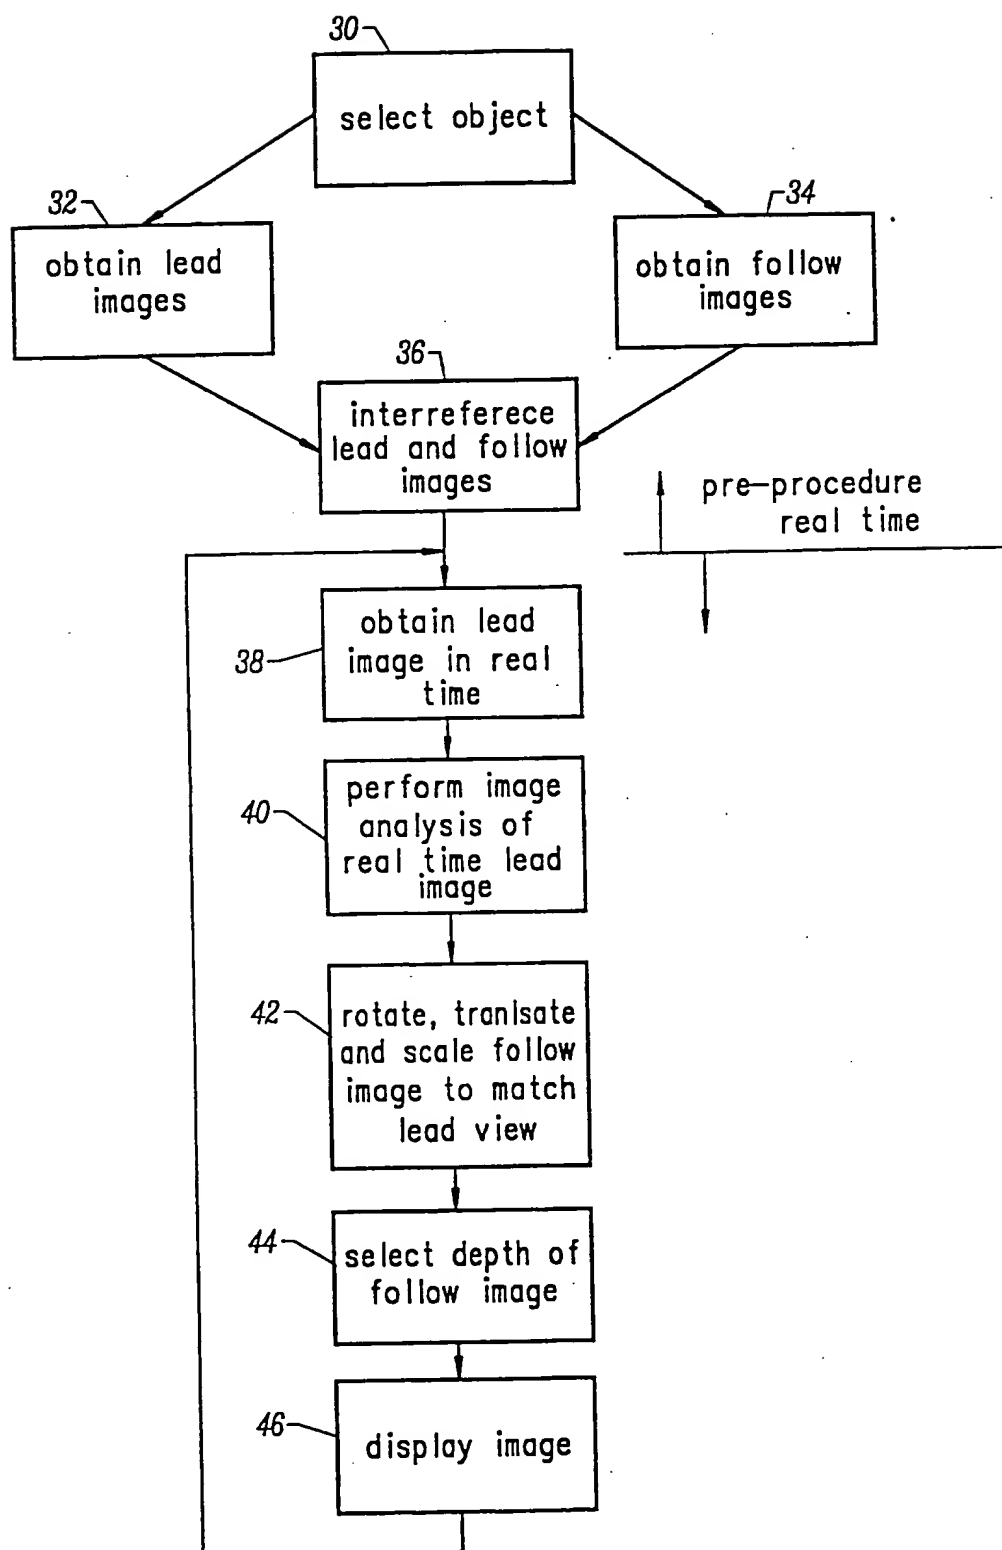 30
select object
32
obtain lead
images
34
obtain follow
images
36
interreferece
lead and follow
images
pre-procedure
real time
38
obtain lead
image in real
time
40
perform image
analysis of
real time lead
image
42
rotate, tranlsate
and scale follow
image to match
lead view
44
select depth of
follow image
46
display image